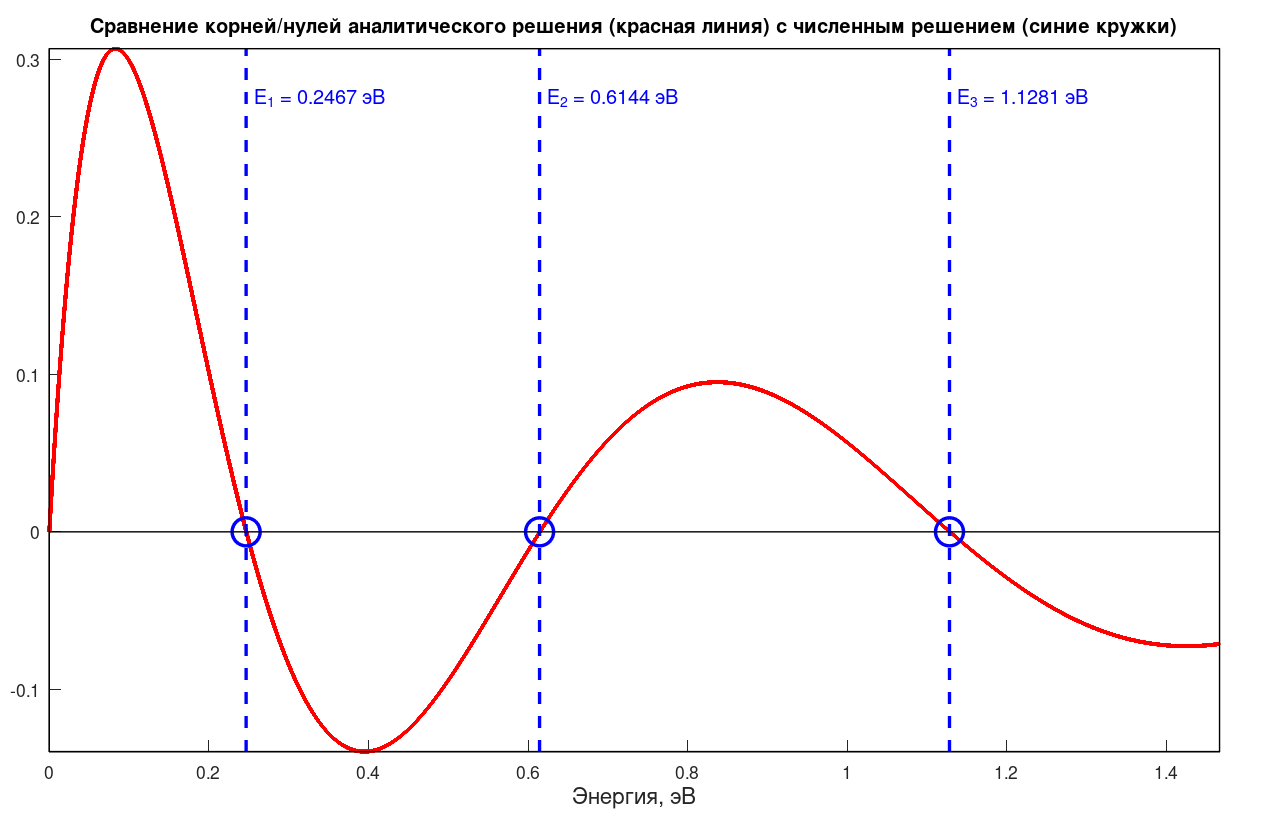 Сравнение корней/нулей аналитического решения (красная линия) с численным решением (синие кружки)
E₁ = 0.2467 эВ
E₂ = 0.6144 эВ
E₃ = 1.1281 эВ
0.3
0.2
0.1
0
-0.1
0
0.2
0.4
0.6
0.8
1
1.2
1.4
Энергия, эВ